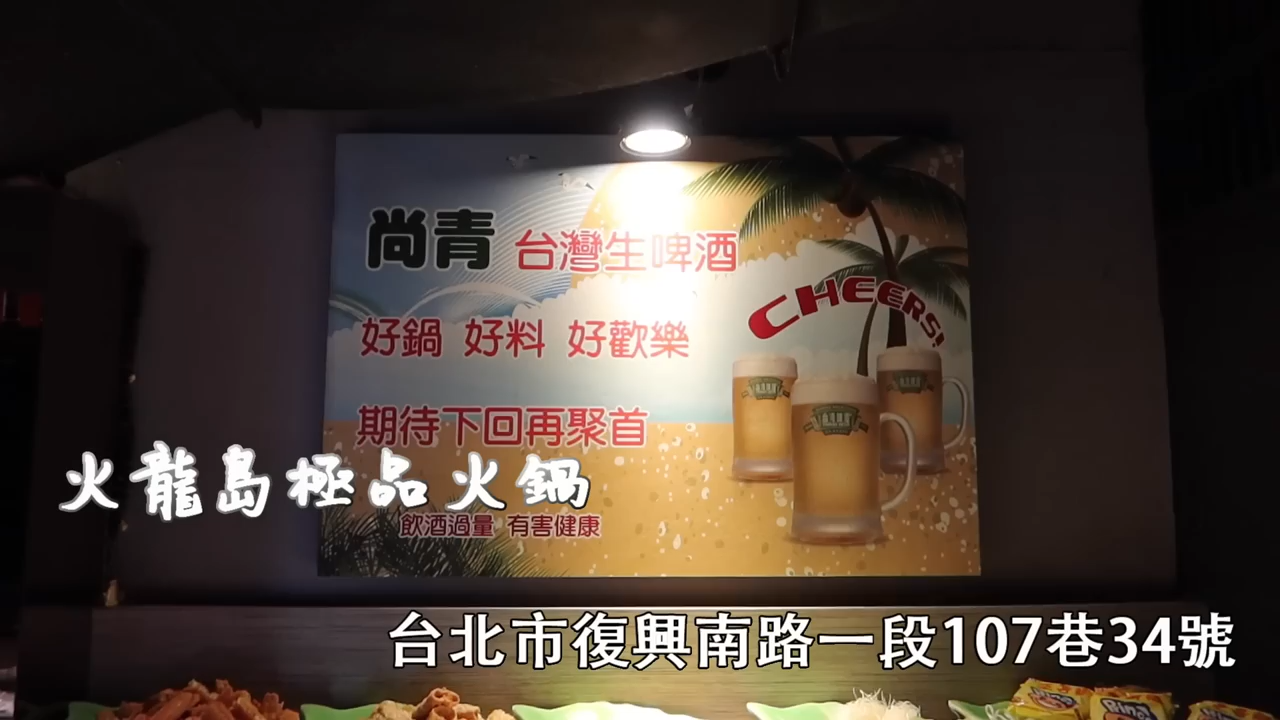 尚青 台灣生啤酒
CHEERS!
好鍋 好料 好歡樂
期待下回再聚首
火龍島極品火鍋
飲酒過量 有害健康
台北市復興南路一段107巷34號